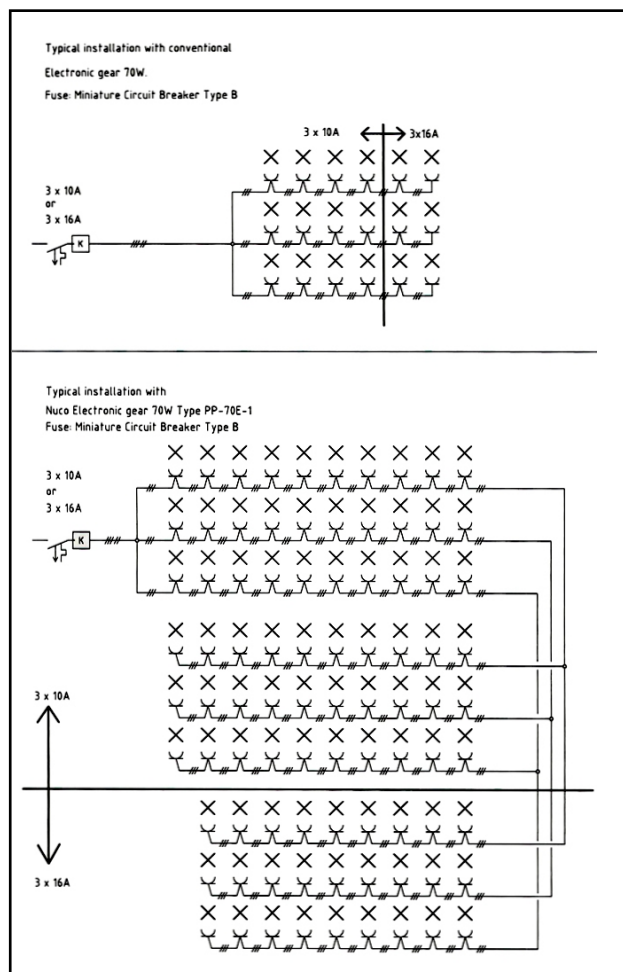 Typical installation with conventional
Electronic gear 70W.
Fuse: Miniature Circuit Breaker Type B
3 x 10A
3x16A
3 x 10A
or
3 x 16A
K
Typical installation with
Nuco Electronic gear 70W Type PP-70E-1
Fuse: Miniature Circuit Breaker Type B
3 x 10A
or
3 x 16A
K
3 x 10A
3 x 16A